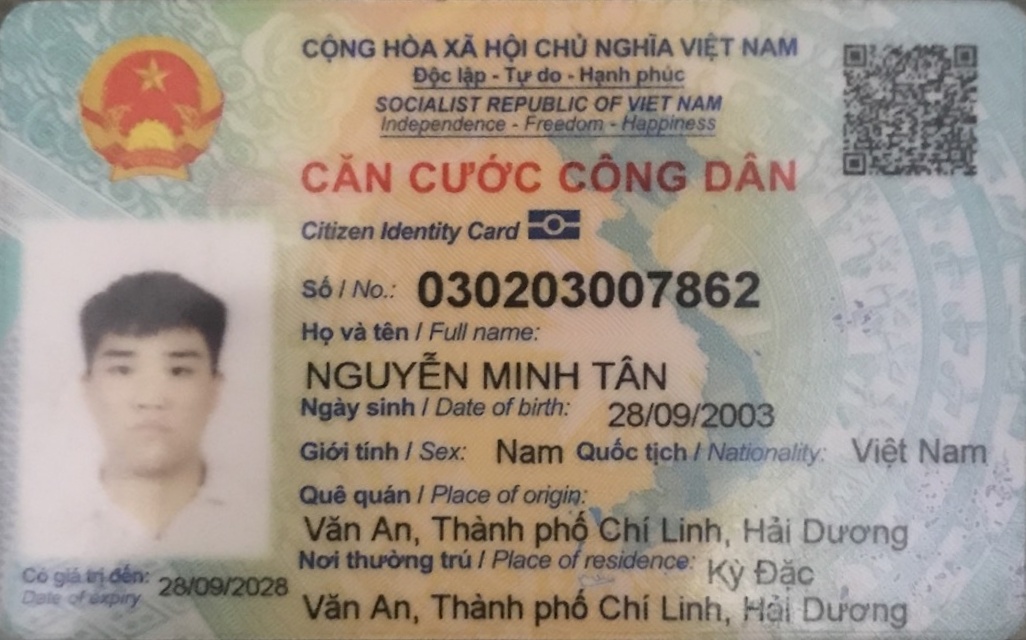 CỘNG HÒA XÃ HỘI CHỦ NGHĨA VIỆT NAM
Độc lập - Tự do - Hạnh phúc
SOCIALIST REPUBLIC OF VIET NAM
Independence - Freedom - Happiness
CĂN CƯỚC CÔNG DÂN
Citizen Identity Card
Số / No.: 030203007862
Họ và tên / Full name:
NGUYỄN MINH TÂN
Ngày sinh / Date of birth: 28/09/2003
Giới tính / Sex: Nam Quốc tịch / Nationality: Việt Nam
Quê quán / Place of origin:
Văn An, Thành phố Chí Linh, Hải Dương
Nơi thường trú / Place of residence: Kỳ Đặc
Văn An, Thành phố Chí Linh, Hải Dương
Có giá trị đến: 28/09/2028
Date of expiry